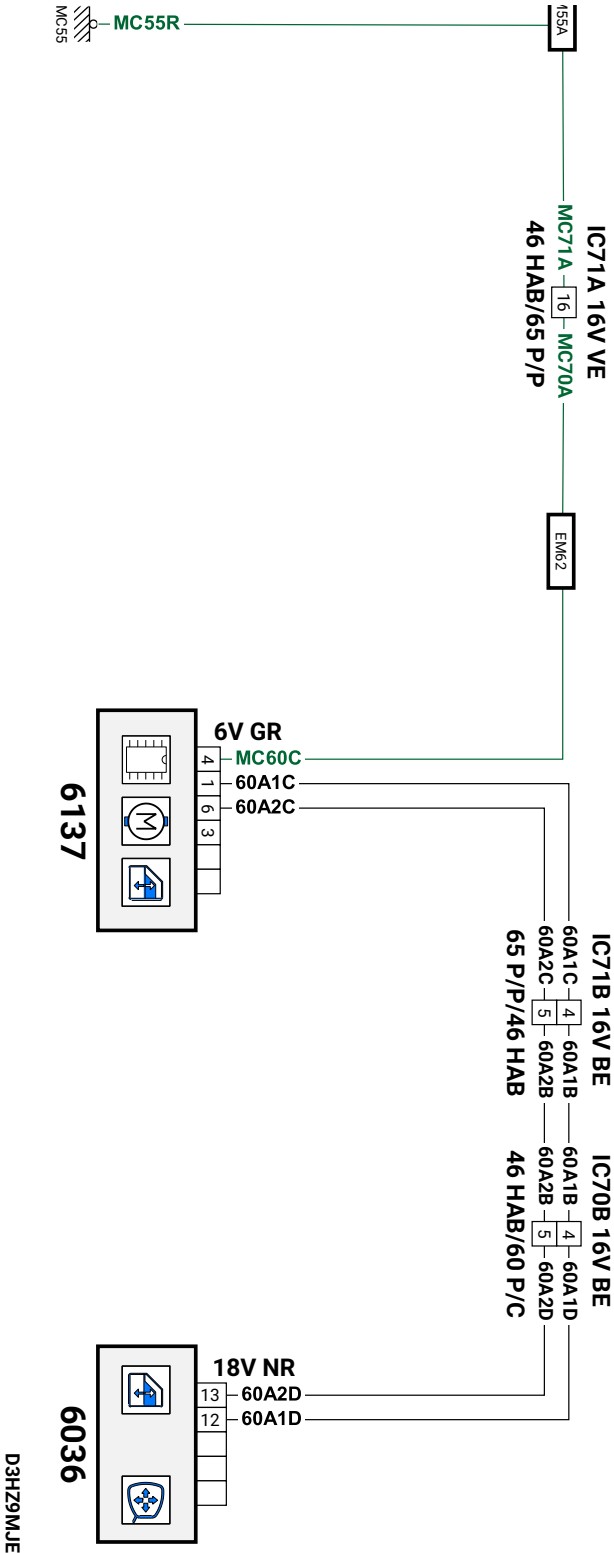 MC55
MC55R
155A
MC71A
16
MC70A
IC71A 16V VE
46 HAB/65 P/P
EM62
6V GR
4
MC60C
1
60A1C
6
60A2C
3
M
6137
IC71B 16V BE
60A1C
4
60A1B
60A2C
5
60A2B
65 P/P/46 HAB
IC70B 16V BE
60A1B
4
60A1D
60A2B
5
60A2D
46 HAB/60 P/C
18V NR
13
60A2D
12
60A1D
6036
D3HZ9MJE